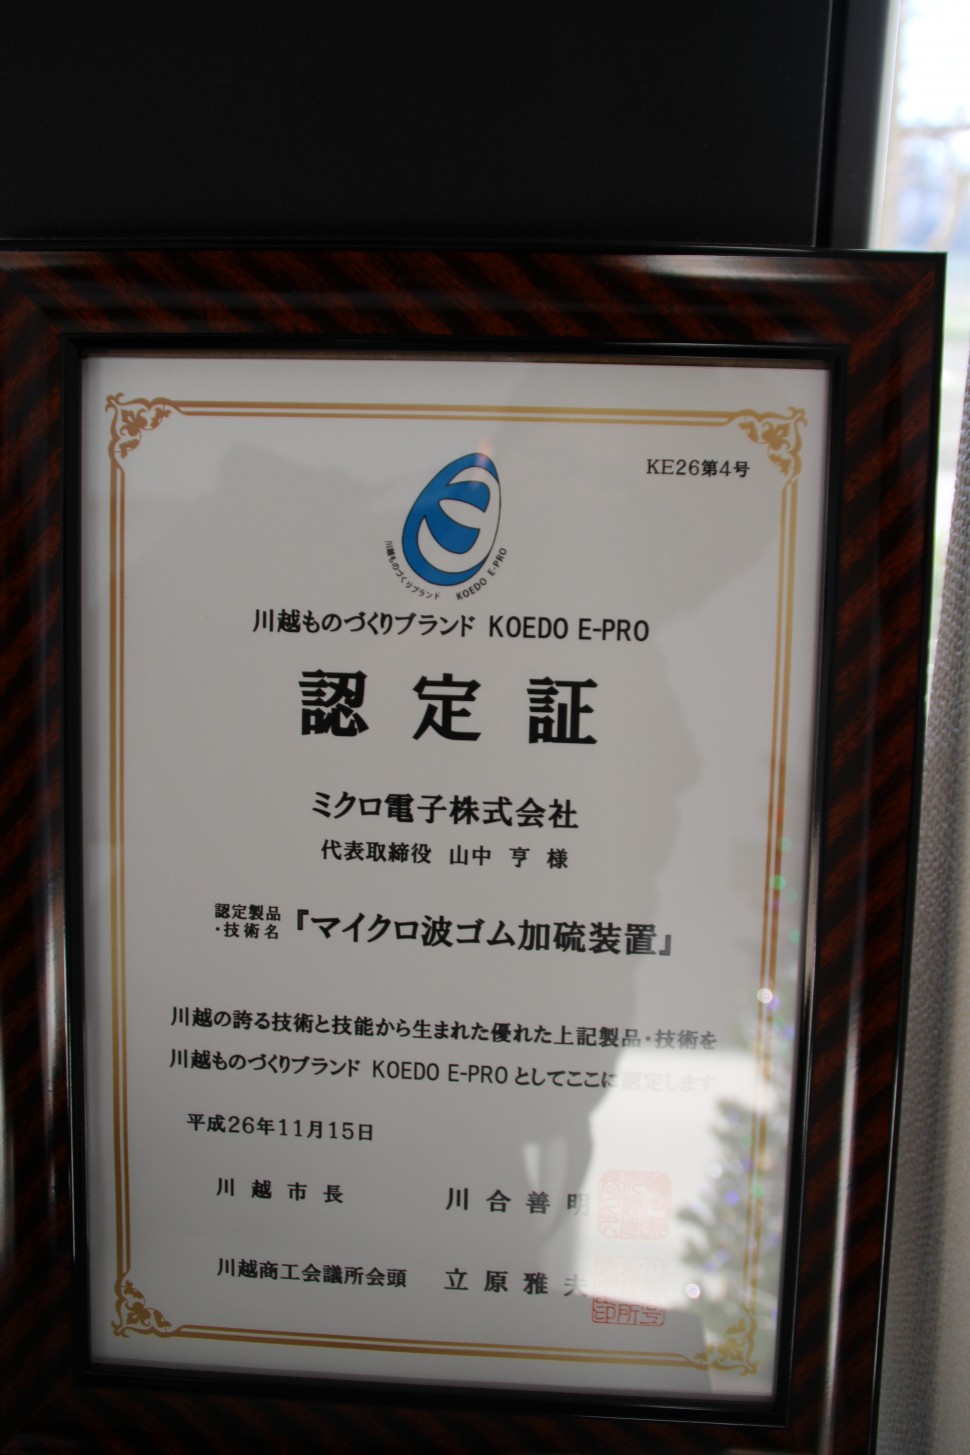 KE26第4号
川越ものづくりブランド KOEDO E-PRO
川越ものづくりブランド KOEDO E-PRO
認定証
ミクロ電子株式会社
代表取締役 山中 亨 様
認定製品
・技術名
『マイクロ波ゴム加硫装置』
川越の誇る技術と技能から生まれた優れた上記製品・技術を
川越ものづくりブランド KOEDO E-PROとしてここに認定します
平成26年11月15日
川越市長 川合善明
川越商工会議所会頭 立原雅夫